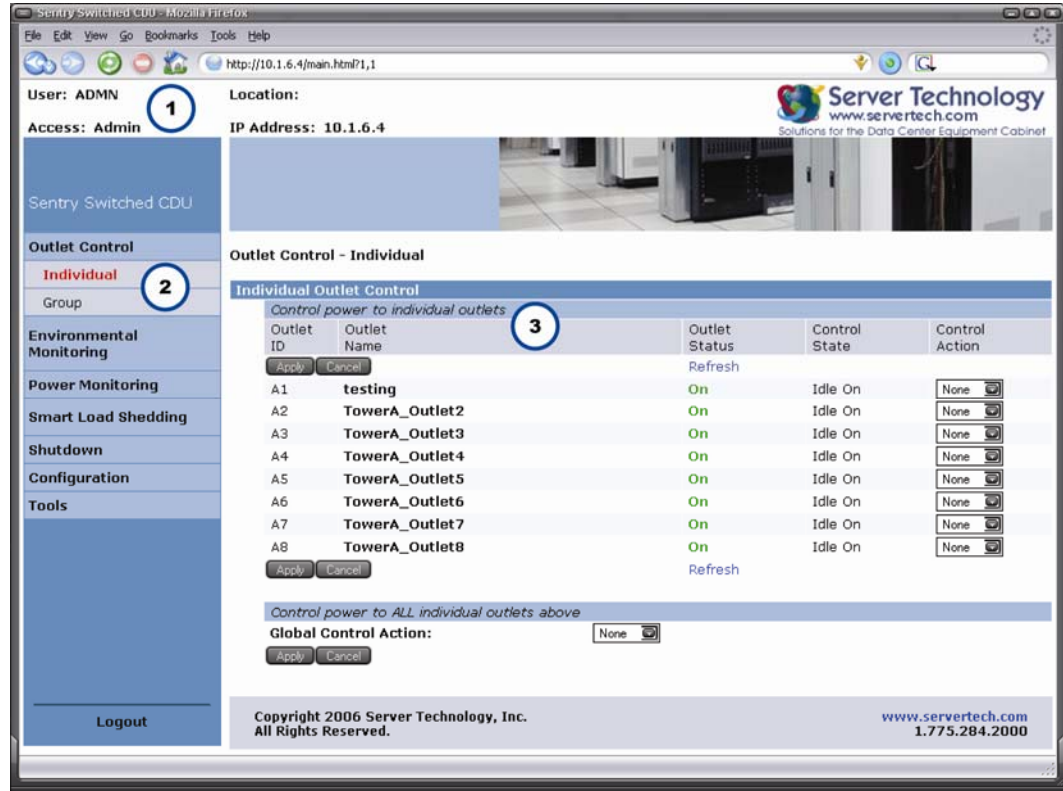 Sentry Switched CDU - Mozilla Firefox
File Edit View Go Bookmarks Tools Help
http://10.1.6.4/main.html?1,1
G
User: ADMN
Access: Admin
1
Location:
IP Address: 10.1.6.4
Server Technology
www.servertech.com
Solutions for the Data Center Equipment Cabinet
Sentry Switched CDU
Outlet Control
Individual
Group
2
Environmental
Monitoring
Power Monitoring
Smart Load Shedding
Shutdown
Configuration
Tools
Logout
Outlet Control - Individual
Individual Outlet Control
Control power to individual outlets
3
Outlet ID Outlet Name Outlet Status Control State Control Action
Apply Cancel Refresh
A1 testing On Idle On None
A2 TowerA_Outlet2 On Idle On None
A3 TowerA_Outlet3 On Idle On None
A4 TowerA_Outlet4 On Idle On None
A5 TowerA_Outlet5 On Idle On None
A6 TowerA_Outlet6 On Idle On None
A7 TowerA_Outlet7 On Idle On None
A8 TowerA_Outlet8 On Idle On None
Apply Cancel Refresh
Control power to ALL individual outlets above
Global Control Action: None
Apply Cancel
Copyright 2006 Server Technology, Inc.
All Rights Reserved.
www.servertech.com
1.775.284.2000